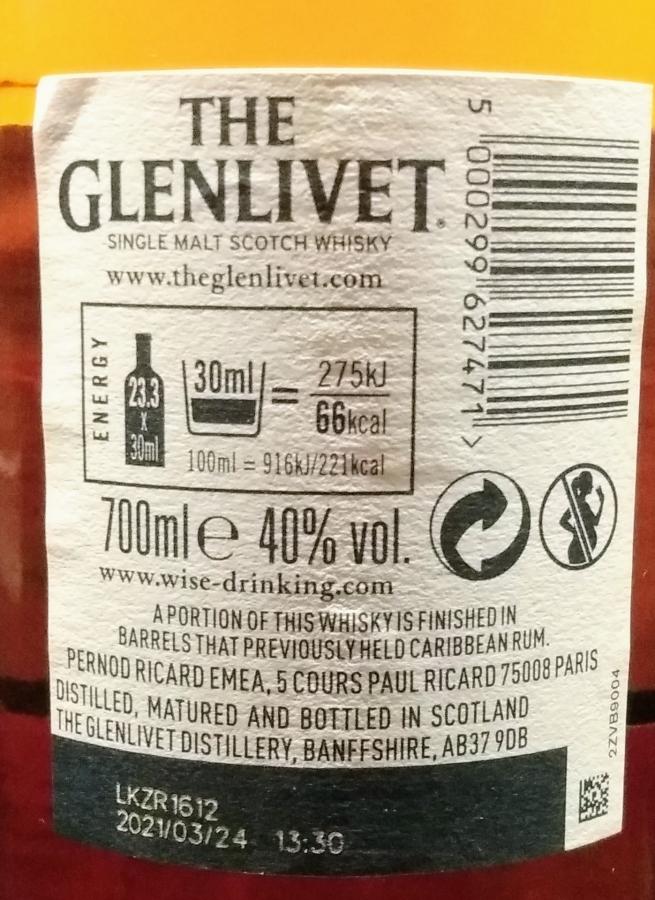 THE
GLENLIVET®
SINGLE MALT SCOTCH WHISKY
www.theglenlivet.com
ENERGY
23.3
x
30ml
30ml = 275kJ
66kcal
100ml = 916kJ/221kcal
5 000299 627471 >
700ml e 40% vol.
www.wise-drinking.com
A PORTION OF THIS WHISKY IS FINISHED IN
BARRELS THAT PREVIOUSLY HELD CARIBBEAN RUM.
PERNOD RICARD EMEA, 5 COURS PAUL RICARD 75008 PARIS
DISTILLED, MATURED AND BOTTLED IN SCOTLAND
THE GLENLIVET DISTILLERY, BANFFSHIRE, AB37 9DB
2ZVB9004
LKZR1612
2021/03/24 13:30